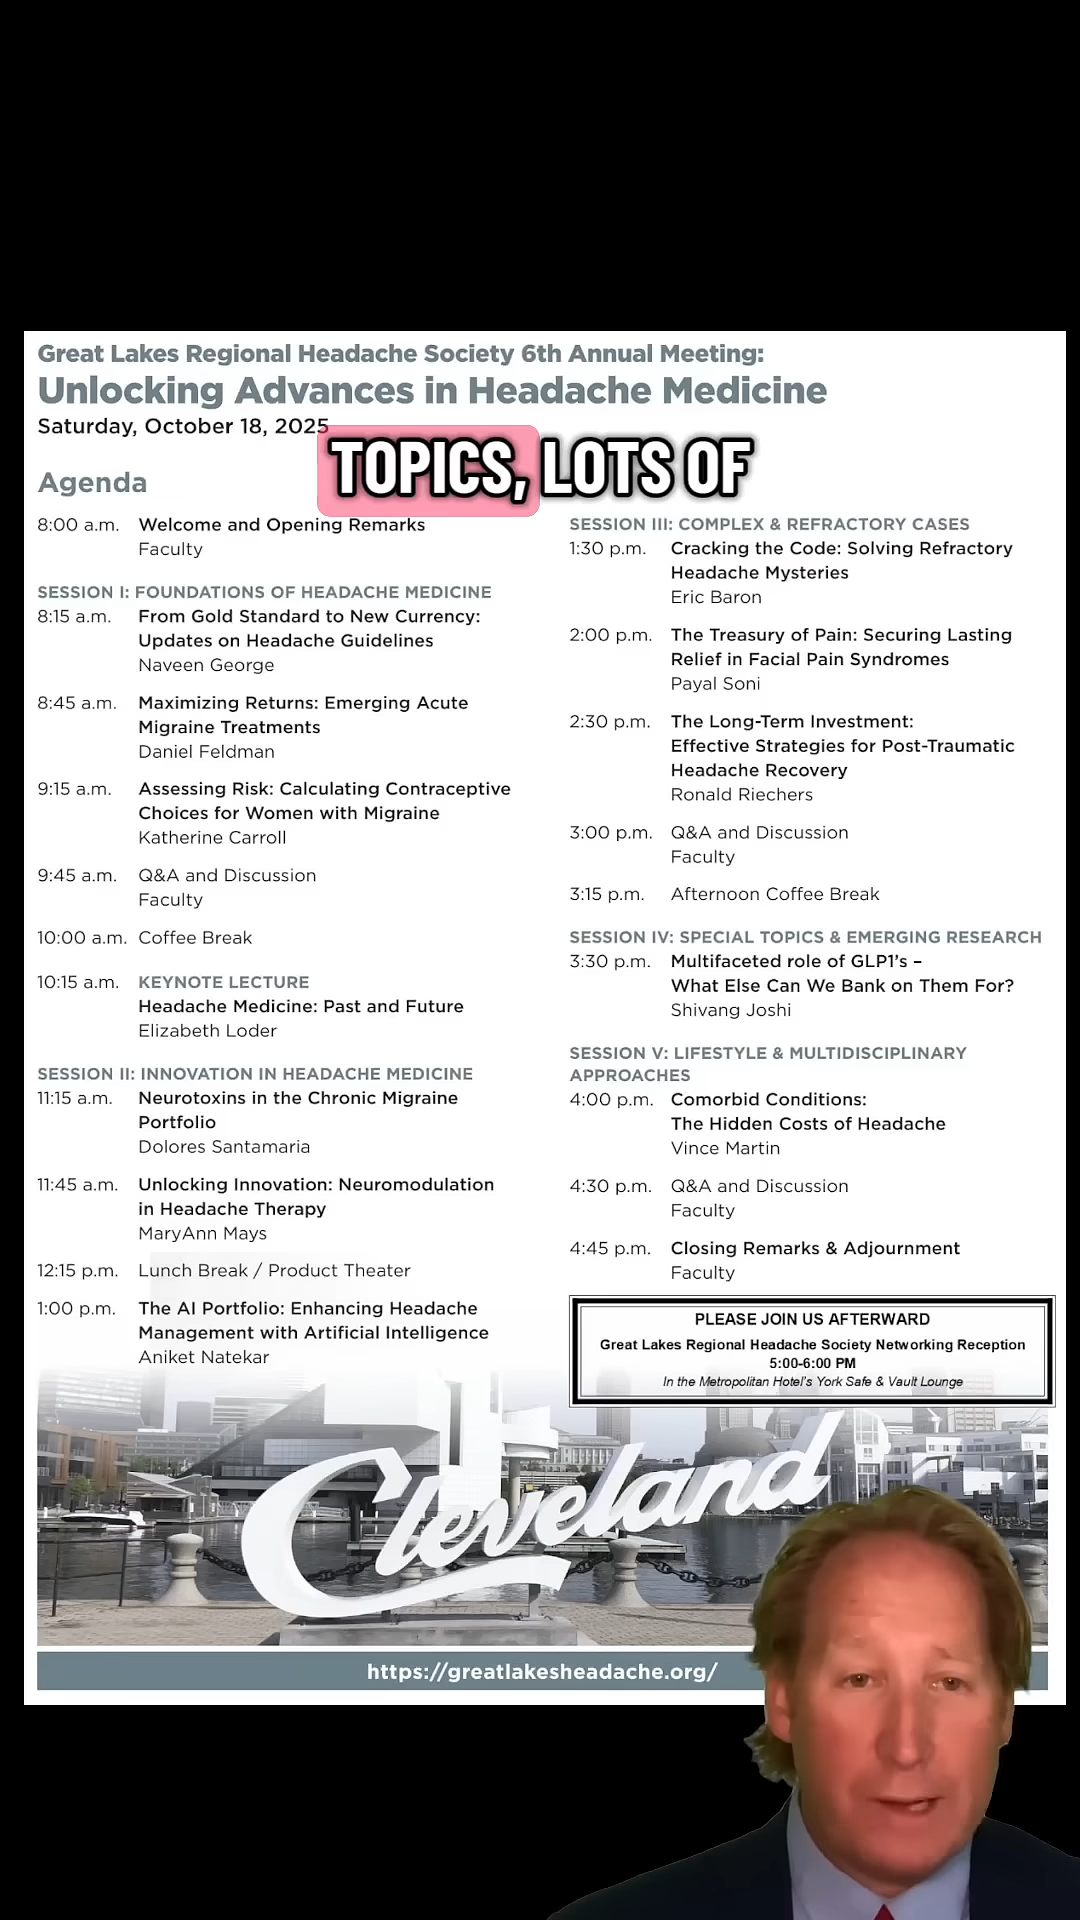 Great Lakes Regional Headache Society 6th Annual Meeting:
Unlocking Advances in Headache Medicine
Saturday, October 18, 2025
TOPICS, LOTS OF
Agenda
8:00 a.m. Welcome and Opening Remarks
Faculty
SESSION I: FOUNDATIONS OF HEADACHE MEDICINE
8:15 a.m. From Gold Standard to New Currency:
Updates on Headache Guidelines
Naveen George
8:45 a.m. Maximizing Returns: Emerging Acute
Migraine Treatments
Daniel Feldman
9:15 a.m. Assessing Risk: Calculating Contraceptive
Choices for Women with Migraine
Katherine Carroll
9:45 a.m. Q&A and Discussion
Faculty
10:00 a.m. Coffee Break
10:15 a.m. KEYNOTE LECTURE
Headache Medicine: Past and Future
Elizabeth Loder
SESSION II: INNOVATION IN HEADACHE MEDICINE
11:15 a.m. Neurotoxins in the Chronic Migraine
Portfolio
Dolores Santamaria
11:45 a.m. Unlocking Innovation: Neuromodulation
in Headache Therapy
MaryAnn Mays
12:15 p.m. Lunch Break / Product Theater
1:00 p.m. The AI Portfolio: Enhancing Headache
Management with Artificial Intelligence
Aniket Natekar
SESSION III: COMPLEX & REFRACTORY CASES
1:30 p.m. Cracking the Code: Solving Refractory
Headache Mysteries
Eric Baron
2:00 p.m. The Treasury of Pain: Securing Lasting
Relief in Facial Pain Syndromes
Payal Soni
2:30 p.m. The Long-Term Investment:
Effective Strategies for Post-Traumatic
Headache Recovery
Ronald Riechers
3:00 p.m. Q&A and Discussion
Faculty
3:15 p.m. Afternoon Coffee Break
SESSION IV: SPECIAL TOPICS & EMERGING RESEARCH
3:30 p.m. Multifaceted role of GLP1's –
What Else Can We Bank on Them For?
Shivang Joshi
SESSION V: LIFESTYLE & MULTIDISCIPLINARY
APPROACHES
4:00 p.m. Comorbid Conditions:
The Hidden Costs of Headache
Vince Martin
4:30 p.m. Q&A and Discussion
Faculty
4:45 p.m. Closing Remarks & Adjournment
Faculty
PLEASE JOIN US AFTERWARD
Great Lakes Regional Headache Society Networking Reception
5:00-6:00 PM
In the Metropolitan Hotel's York Safe & Vault Lounge
Cleveland
https://greatlakesheadache.org/